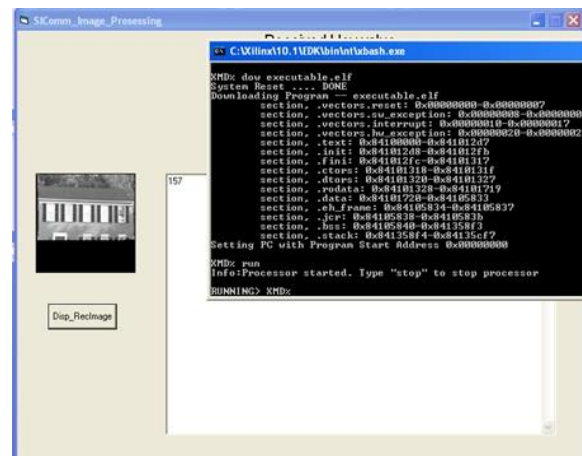 SIComm_Image_Prosessing
C:\Xilinx\10.1\EDK\bin\nt\xbash.exe
XMD% dow executable.elf
System Reset .... DONE
Downloading Program -- executable.elf
section, .vectors.reset: 0x00000000-0x00000007
section, .vectors.sw_exception: 0x00000008-0x0000000
section, .vectors.interrupt: 0x00000010-0x00000017
section, .vectors.hw_exception: 0x00000020-0x0000002
section, .text: 0x84100000-0x841012d7
section, .init: 0x841012d8-0x841012fb
section, .fini: 0x841012fc-0x84101317
section, .ctors: 0x84101318-0x8410131f
section, .dtors: 0x84101320-0x84101327
section, .rodata: 0x84101328-0x84101719
section, .data: 0x84101720-0x84105833
section, .eh_frame: 0x84105834-0x84105837
section, .jcr: 0x84105838-0x8410583b
section, .bss: 0x84105840-0x841358f3
section, .stack: 0x841358f4-0x84135cf7
Setting PC with Program Start Address 0x00000000
XMD% run
Info:Processor started. Type "stop" to stop processor
RUNNING> XMD%
157
Disp_RecImage